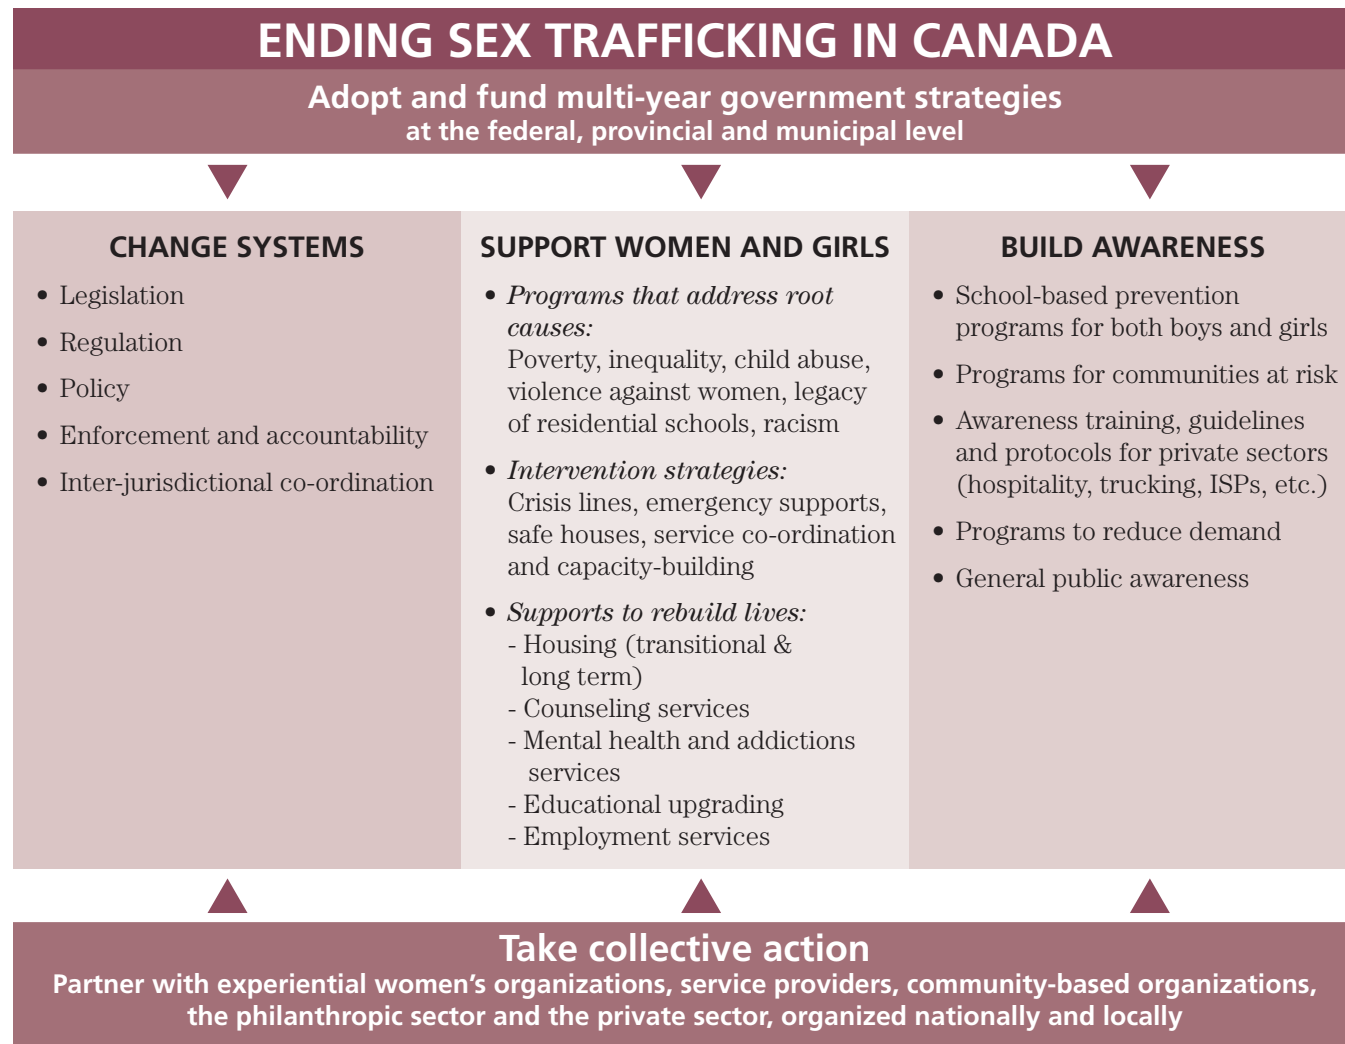 ENDING SEX TRAFFICKING IN CANADA
Adopt and fund multi-year government strategies
at the federal, provincial and municipal level
CHANGE SYSTEMS
• Legislation
• Regulation
• Policy
• Enforcement and accountability
• Inter-jurisdictional co-ordination
SUPPORT WOMEN AND GIRLS
• Programs that address root
causes:
Poverty, inequality, child abuse,
violence against women, legacy
of residential schools, racism
• Intervention strategies:
Crisis lines, emergency supports,
safe houses, service co-ordination
and capacity-building
• Supports to rebuild lives:
- Housing (transitional &
long term)
- Counseling services
- Mental health and addictions
services
- Educational upgrading
- Employment services
BUILD AWARENESS
• School-based prevention
programs for both boys and girls
• Programs for communities at risk
• Awareness training, guidelines
and protocols for private sectors
(hospitality, trucking, ISPs, etc.)
• Programs to reduce demand
• General public awareness
Take collective action
Partner with experiential women’s organizations, service providers, community-based organizations,
the philanthropic sector and the private sector, organized nationally and locally